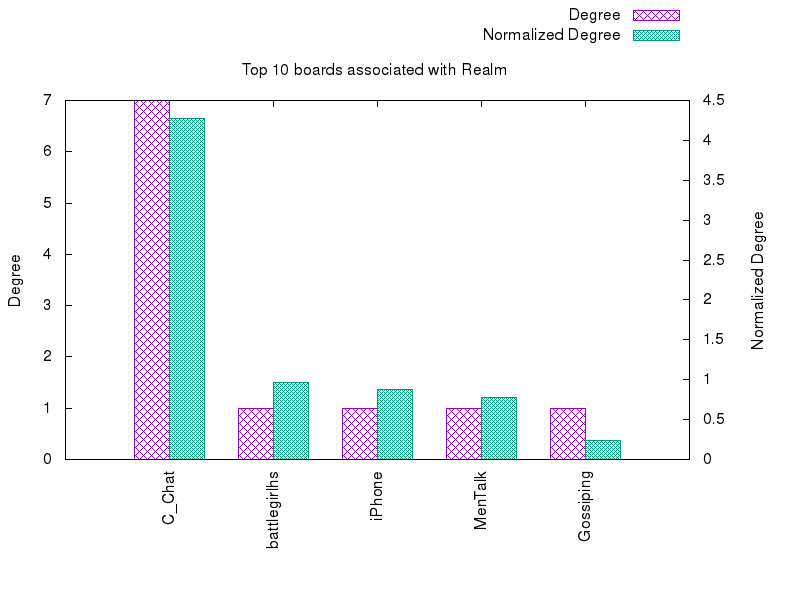 Degree
Normalized Degree
Top 10 boards associated with Realm
7
6
5
4
3
2
1
0
4.5
4
3.5
3
2.5
2
1.5
1
0.5
0
Degree
Normalized Degree
C_Chat
battlegirlhs
iPhone
MenTalk
Gossiping